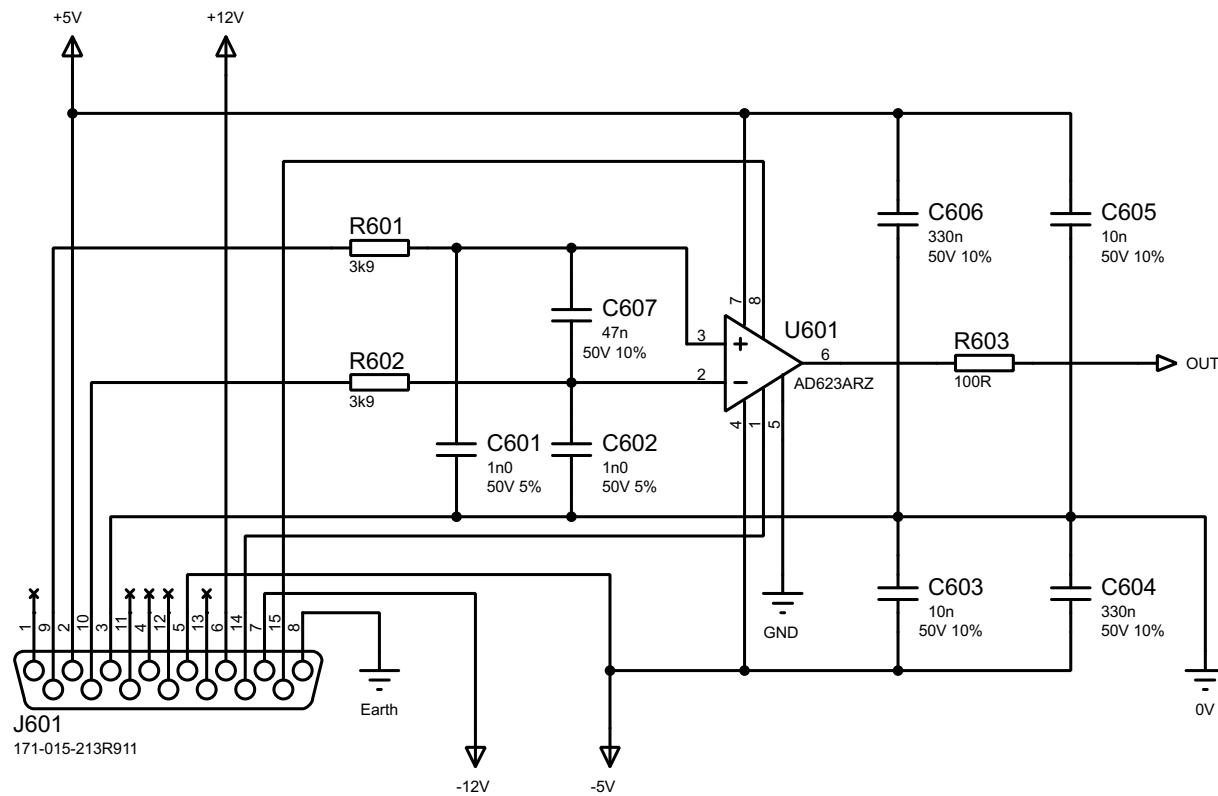 +5V
+12V
R601
3k9
C606
330n
50V 10%
C605
10n
50V 10%
C607
47n
50V 10%
7
8
3
+
U601
6
AD623ARZ
R603
100R
OUT
R602
3k9
2
−
4
1
5
C601
1n0
50V 5%
C602
1n0
50V 5%
GND
C603
10n
50V 10%
C604
330n
50V 10%
1
9
2
10
3
11
4
12
5
13
6
14
7
15
8
Earth
0V
J601
171-015-213R911
-12V
-5V